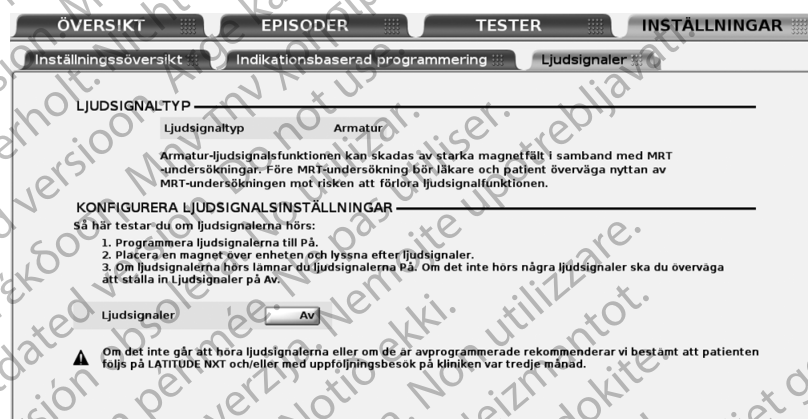 ÖVERSIKT EPISODER TESTER INSTÄLLNINGAR
Inställningssöversikt Indikationsbaserad programmering Ljudsignaler
LJUDSIGNALTYP
Ljudsignaltyp Armatur
Armatur-ljudsignalsfunktionen kan skadas av starka magnetfält i samband med MRT
-undersökningar. Före MRT-undersökning bör läkare och patient överväga nyttan av
MRT-undersökningen mot risken att förlora ljudsignalfunktionen.
KONFIGURERA LJUDSIGNALSINSTÄLLNINGAR
Så här testar du om ljudsignalerna hörs:
1. Programmera ljudsignalerna till På.
2. Placera en magnet över enheten och lyssna efter ljudsignaler.
3. Om ljudsignalerna hörs lämnar du ljudsignalerna På. Om det inte hörs några ljudsignaler ska du överväga
att ställa in Ljudsignaler på Av.
Ljudsignaler Av
Om det inte går att höra ljudsignalerna eller om de är avprogrammerade rekommenderar vi bestämt att patienten
följs på LATITUDE NXT och/eller med uppföljningsbesök på kliniken var tredje månad.